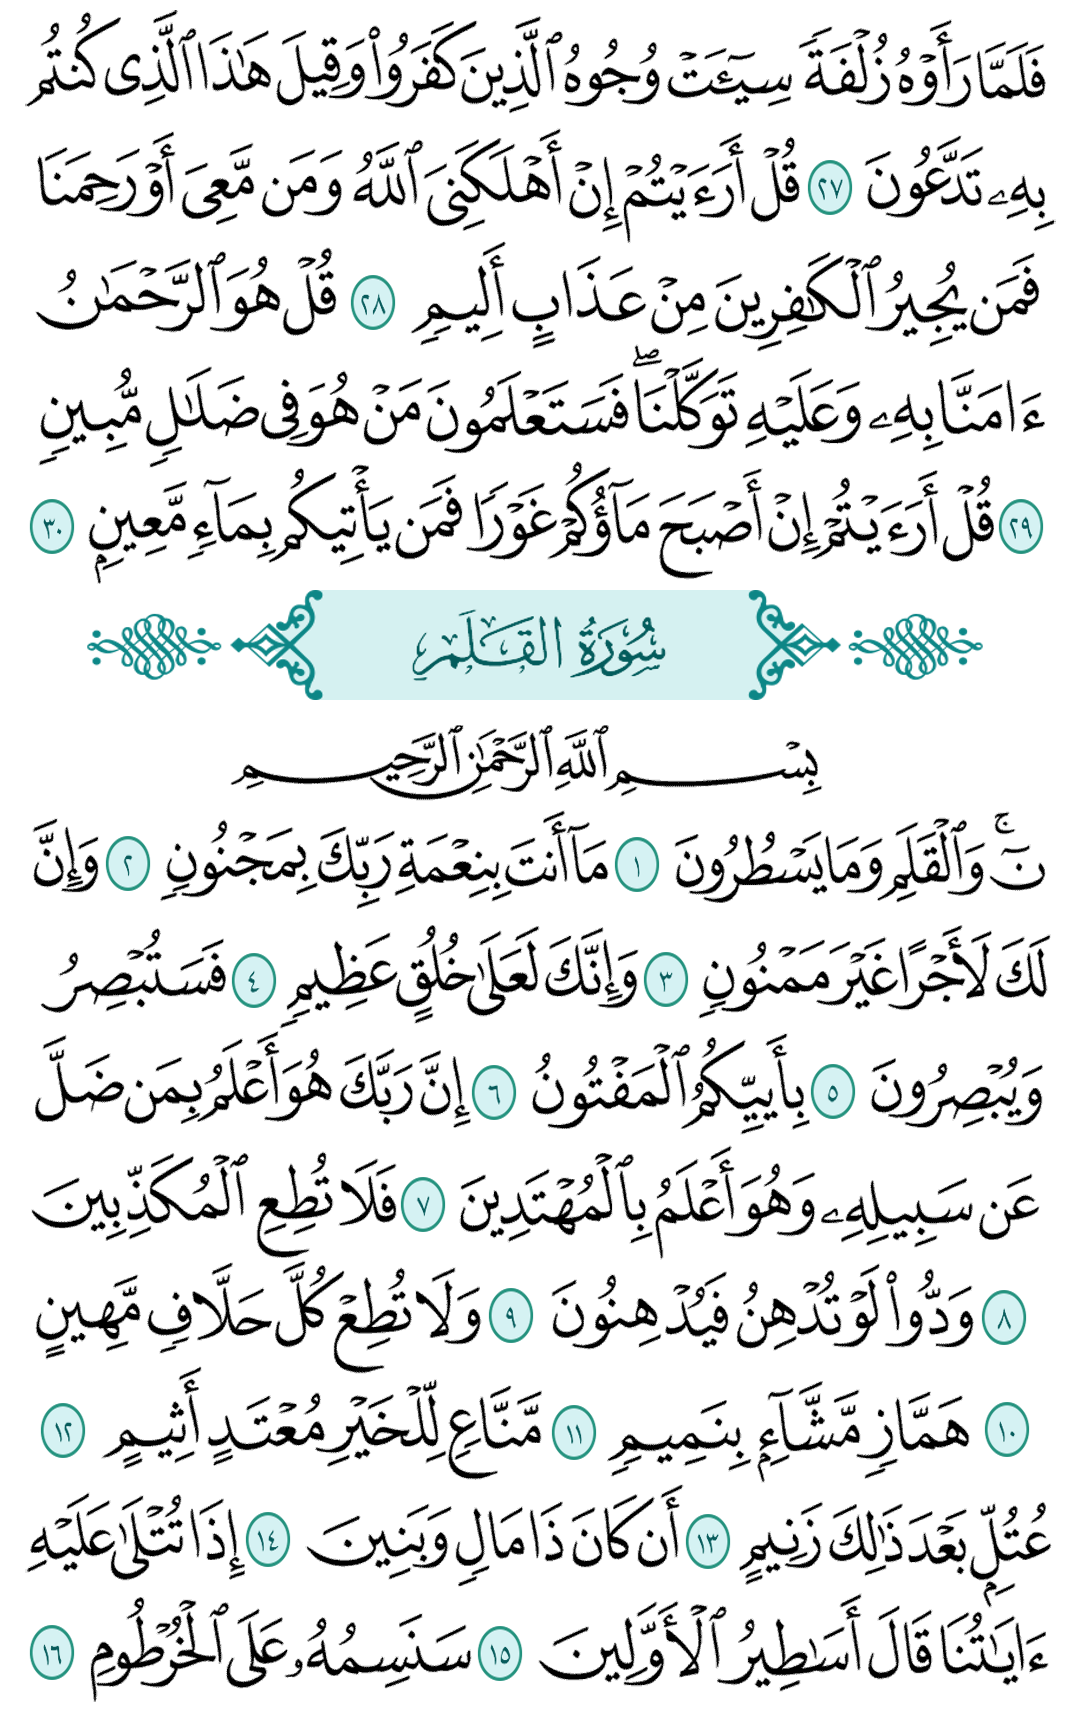 فَلَمَّا رَأَوْهُ زُلْفَةً سِيٓـَٔتْ وُجُوهُ ٱلَّذِينَ كَفَرُوا۟ وَقِيلَ هَـٰذَا ٱلَّذِى كُنتُم
بِهِۦ تَدَّعُونَ ٢٧ قُلْ أَرَءَيْتُمْ إِنْ أَهْلَكَنِىَ ٱللَّهُ وَمَن مَّعِىَ أَوْ رَحِمَنَا
فَمَن يُجِيرُ ٱلْكَـٰفِرِينَ مِنْ عَذَابٍ أَلِيمٍ ٢٨ قُلْ هُوَ ٱلرَّحْمَـٰنُ
ءَامَنَّا بِهِۦ وَعَلَيْهِ تَوَكَّلْنَا ۖ فَسَتَعْلَمُونَ مَنْ هُوَ فِى ضَلَـٰلٍ مُّبِينٍ
٢٩ قُلْ أَرَءَيْتُمْ إِنْ أَصْبَحَ مَآؤُكُمْ غَوْرًا فَمَن يَأْتِيكُم بِمَآءٍ مَّعِينٍۭ ٣٠
سُورَةُ القَلَمِ
بِسْمِ ٱللَّهِ ٱلرَّحْمَـٰنِ ٱلرَّحِيمِ
نٓ ۚ وَٱلْقَلَمِ وَمَا يَسْطُرُونَ ١ مَآ أَنتَ بِنِعْمَةِ رَبِّكَ بِمَجْنُونٍ ٢ وَإِنَّ
لَكَ لَأَجْرًا غَيْرَ مَمْنُونٍ ٣ وَإِنَّكَ لَعَلَىٰ خُلُقٍ عَظِيمٍ ٤ فَسَتُبْصِرُ
وَيُبْصِرُونَ ٥ بِأَييِّكُمُ ٱلْمَفْتُونُ ٦ إِنَّ رَبَّكَ هُوَ أَعْلَمُ بِمَن ضَلَّ
عَن سَبِيلِهِۦ وَهُوَ أَعْلَمُ بِٱلْمُهْتَدِينَ ٧ فَلَا تُطِعِ ٱلْمُكَذِّبِينَ
٨ وَدُّوا۟ لَوْ تُدْهِنُ فَيُدْهِنُونَ ٩ وَلَا تُطِعْ كُلَّ حَلَّافٍ مَّهِينٍ
١٠ هَمَّازٍ مَّشَّآءٍۭ بِنَمِيمٍ ١١ مَّنَّاعٍ لِّلْخَيْرِ مُعْتَدٍ أَثِيمٍ ١٢
عُتُلٍّۭ بَعْدَ ذَٰلِكَ زَنِيمٍ ١٣ أَن كَانَ ذَا مَالٍ وَبَنِينَ ١٤ إِذَا تُتْلَىٰ عَلَيْهِ
ءَايَـٰتُنَا قَالَ أَسَـٰطِيرُ ٱلْأَوَّلِينَ ١٥ سَنَسِمُهُۥ عَلَى ٱلْخُرْطُومِ ١٦